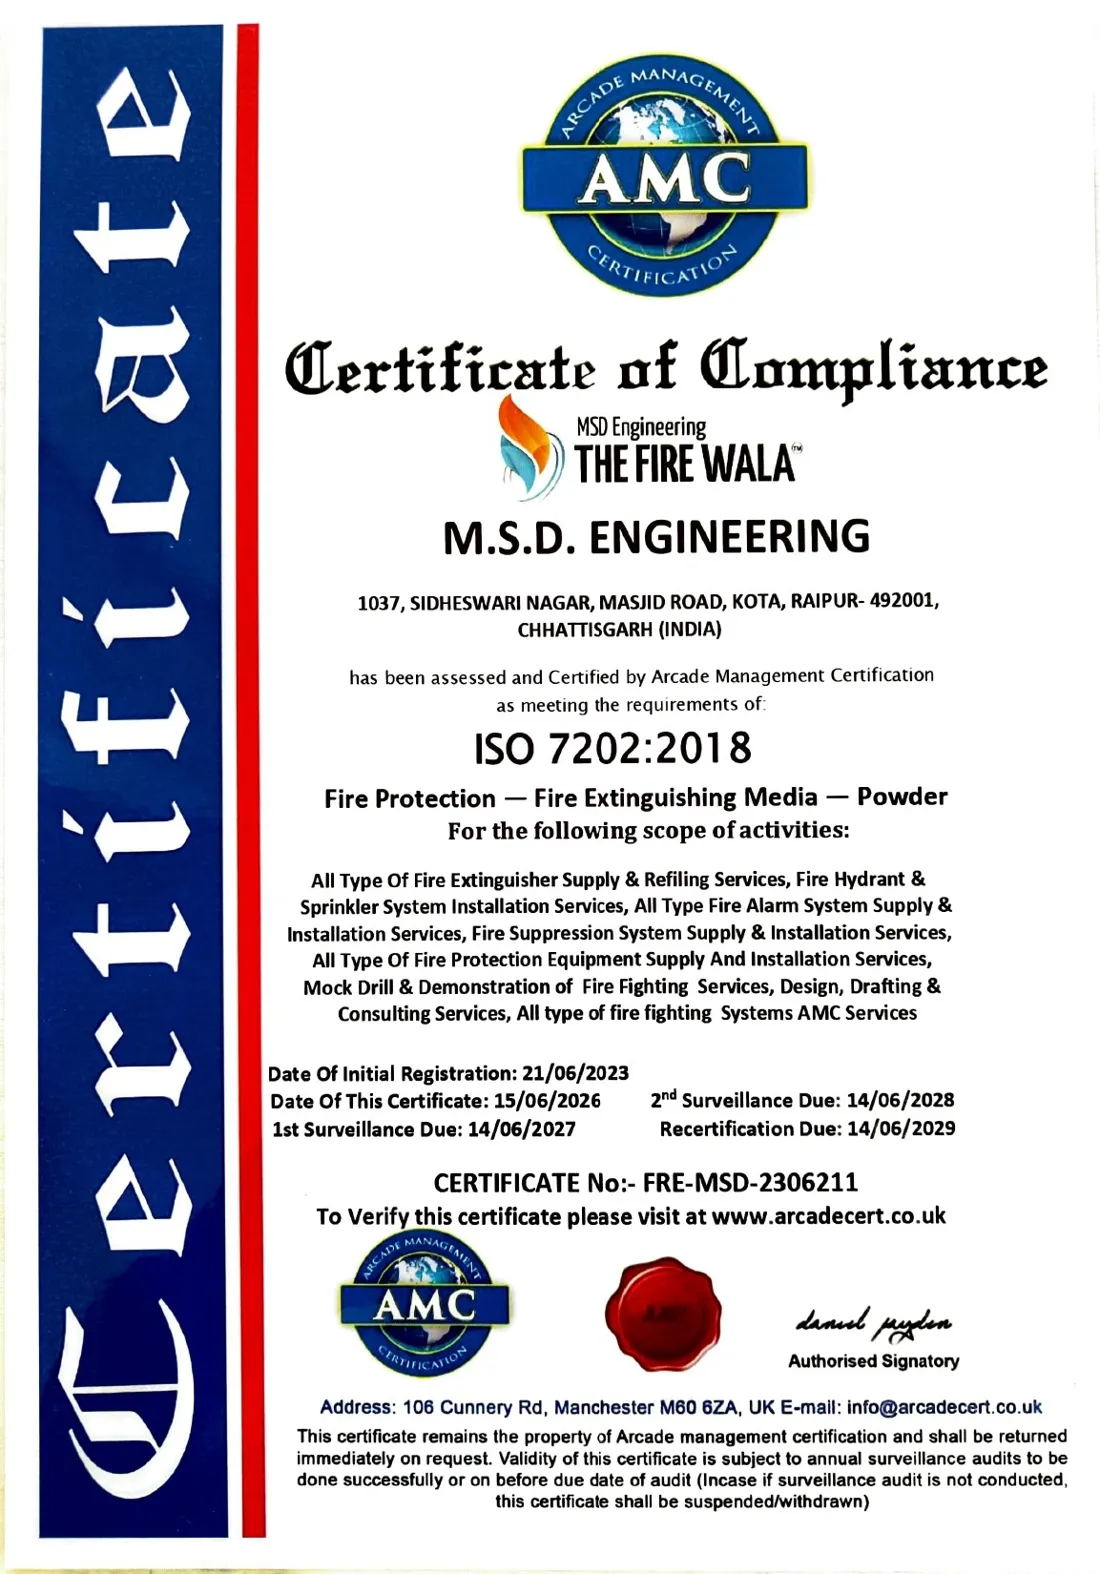 Certificate
ARCADE MANAGEMENT
AMC
CERTIFICATION
Certificate of Compliance
MSD Engineering
THE FIRE WALA™
M.S.D. ENGINEERING
1037, SIDHESWARI NAGAR, MASJID ROAD, KOTA, RAIPUR- 492001,
CHHATTISGARH (INDIA)
has been assessed and Certified by Arcade Management Certification
as meeting the requirements of:
ISO 7202:2018
Fire Protection — Fire Extinguishing Media — Powder
For the following scope of activities:
All Type Of Fire Extinguisher Supply & Refiling Services, Fire Hydrant &
Sprinkler System Installation Services, All Type Fire Alarm System Supply &
Installation Services, Fire Suppression System Supply & Installation Services,
All Type Of Fire Protection Equipment Supply And Installation Services,
Mock Drill & Demonstration of Fire Fighting Services, Design, Drafting &
Consulting Services, All type of fire fighting Systems AMC Services
Date Of Initial Registration: 21/06/2023
Date Of This Certificate: 15/06/2026 2nd Surveillance Due: 14/06/2028
1st Surveillance Due: 14/06/2027 Recertification Due: 14/06/2029
CERTIFICATE No:- FRE-MSD-2306211
To Verify this certificate please visit at www.arcadecert.co.uk
ARCADE MANAGEMENT
AMC
CERTIFICATION
AMC
daniel jayden
Authorised Signatory
Address: 106 Cunnery Rd, Manchester M60 6ZA, UK E-mail: info@arcadecert.co.uk
This certificate remains the property of Arcade management certification and shall be returned
immediately on request. Validity of this certificate is subject to annual surveillance audits to be
done successfully or on before due date of audit (Incase if surveillance audit is not conducted,
this certificate shall be suspended/withdrawn)